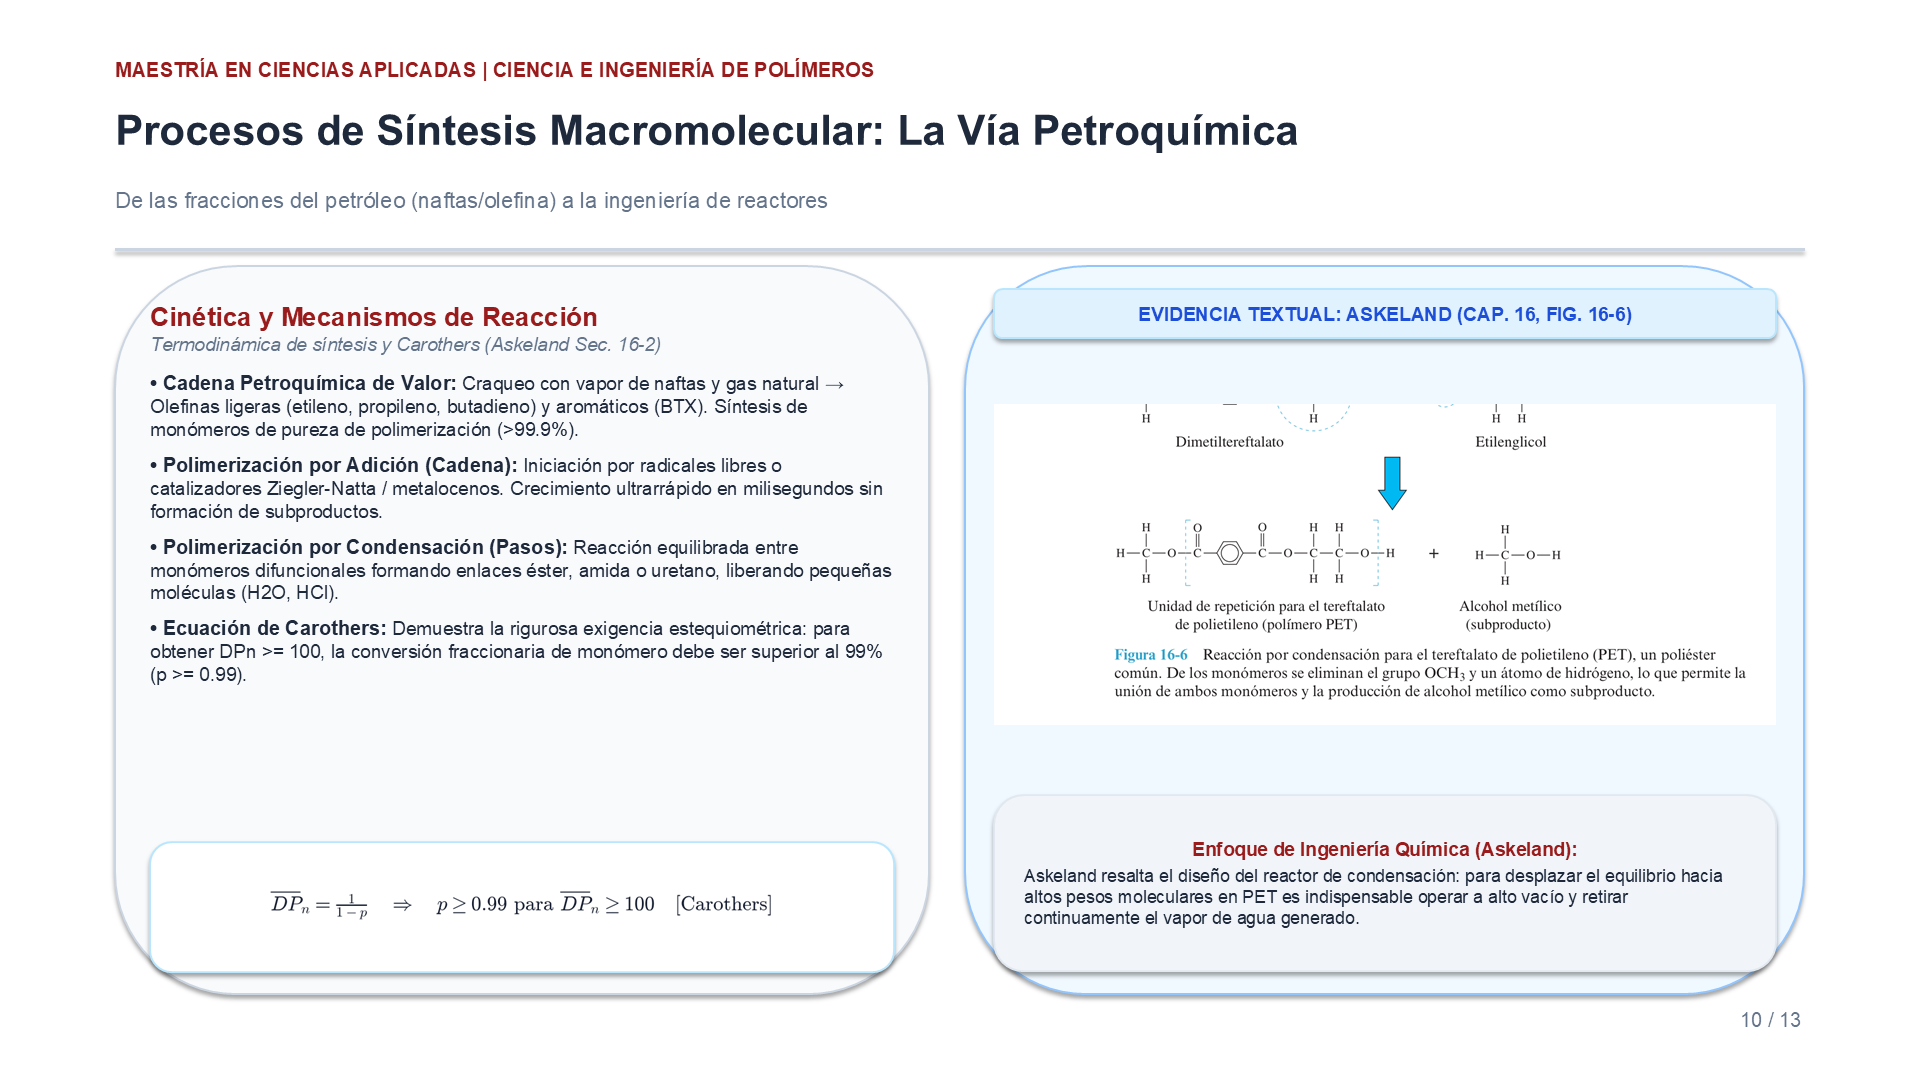 MAESTRÍA EN CIENCIAS APLICADAS | CIENCIA E INGENIERÍA DE POLÍMEROS
Procesos de Síntesis Macromolecular: La Vía Petroquímica
De las fracciones del petróleo (naftas/olefina) a la ingeniería de reactores
Cinética y Mecanismos de Reacción
Termodinámica de síntesis y Carothers (Askeland Sec. 16-2)
• Cadena Petroquímica de Valor: Craqueo con vapor de naftas y gas natural →
Olefinas ligeras (etileno, propileno, butadieno) y aromáticos (BTX). Síntesis de
monómeros de pureza de polimerización (>99.9%).
• Polimerización por Adición (Cadena): Iniciación por radicales libres o
catalizadores Ziegler-Natta / metalocenos. Crecimiento ultrarrápido en milisegundos sin
formación de subproductos.
• Polimerización por Condensación (Pasos): Reacción equilibrada entre
monómeros difuncionales formando enlaces éster, amida o uretano, liberando pequeñas
moléculas (H2O, HCl).
• Ecuación de Carothers: Demuestra la rigurosa exigencia estequiométrica: para
obtener DPn >= 100, la conversión fraccionaria de monómero debe ser superior al 99%
(p >= 0.99).
$\overline{DP}_n = \frac{1}{1-p}$ ⇒ p ≥ 0.99 para $\overline{DP}_n$ ≥ 100 [Carothers]
EVIDENCIA TEXTUAL: ASKELAND (CAP. 16, FIG. 16-6)
H H H H
Dimetiltereftalato Etilenglicol
H O O H H H
H—C—O—C—C—O—C—C—O—H + H—C—O—H
H H H H
Unidad de repetición para el tereftalato Alcohol metílico
de polietileno (polímero PET) (subproducto)
Figura 16-6 Reacción por condensación para el tereftalato de polietileno (PET), un poliéster
común. De los monómeros se eliminan el grupo OCH₃ y un átomo de hidrógeno, lo que permite la
unión de ambos monómeros y la producción de alcohol metílico como subproducto.
Enfoque de Ingeniería Química (Askeland):
Askeland resalta el diseño del reactor de condensación: para desplazar el equilibrio hacia
altos pesos moleculares en PET es indispensable operar a alto vacío y retirar
continuamente el vapor de agua generado.
10 / 13